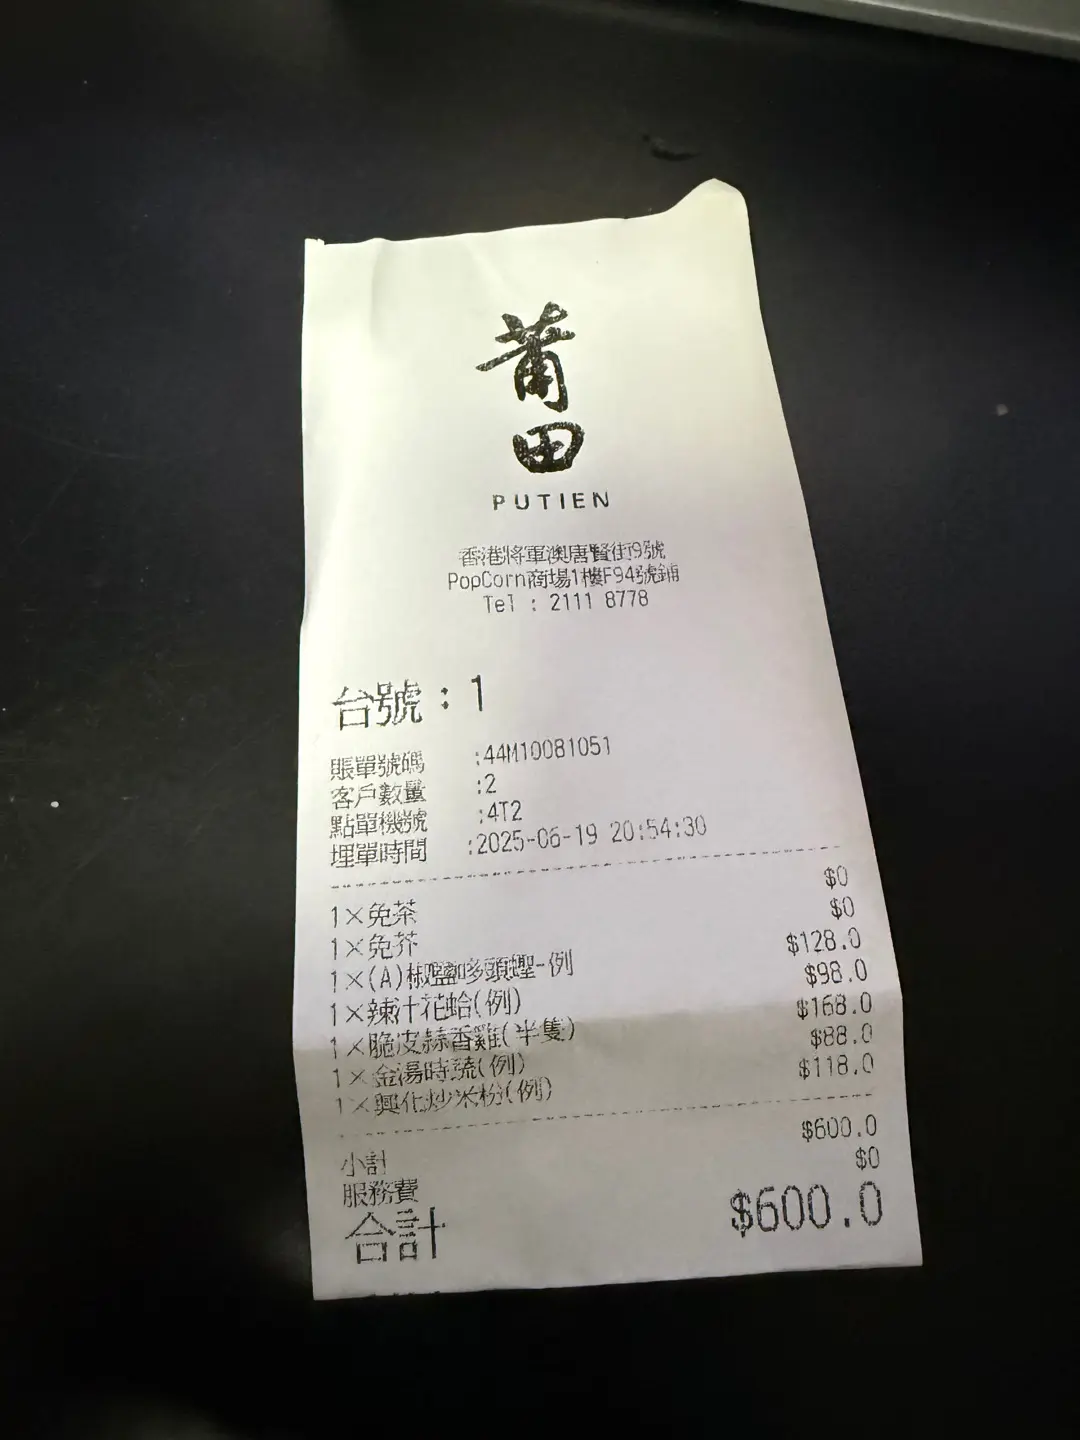 莆
田
PUTIEN
香港將軍澳唐賢街9號
PopCorn商場1樓F94號鋪
Tel : 2111 8778
台號 : 1
賬單號碼 :44M10081051
客戶數量 :2
點單機號 :4T2
埋單時間 :2025-06-19 20:54:30
1×免茶 $0
1×免芥 $0
1×(A)椒鹽哆頭蟶-例 $128.0
1×辣汁花蛤(例) $98.0
1×脆皮蒜香雞(半隻) $168.0
1×金湯時蔬(例) $88.0
1×興化炒米粉(例) $118.0
小計 $600.0
服務費 $0
合計 $600.0